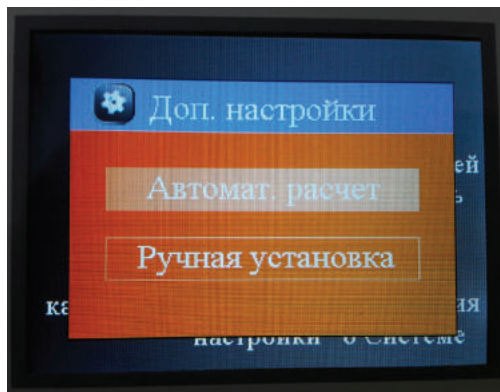 Доп. настройки
ей
Автомат. расчет
ь
Ручная установка
ка ия
настройки о Системе